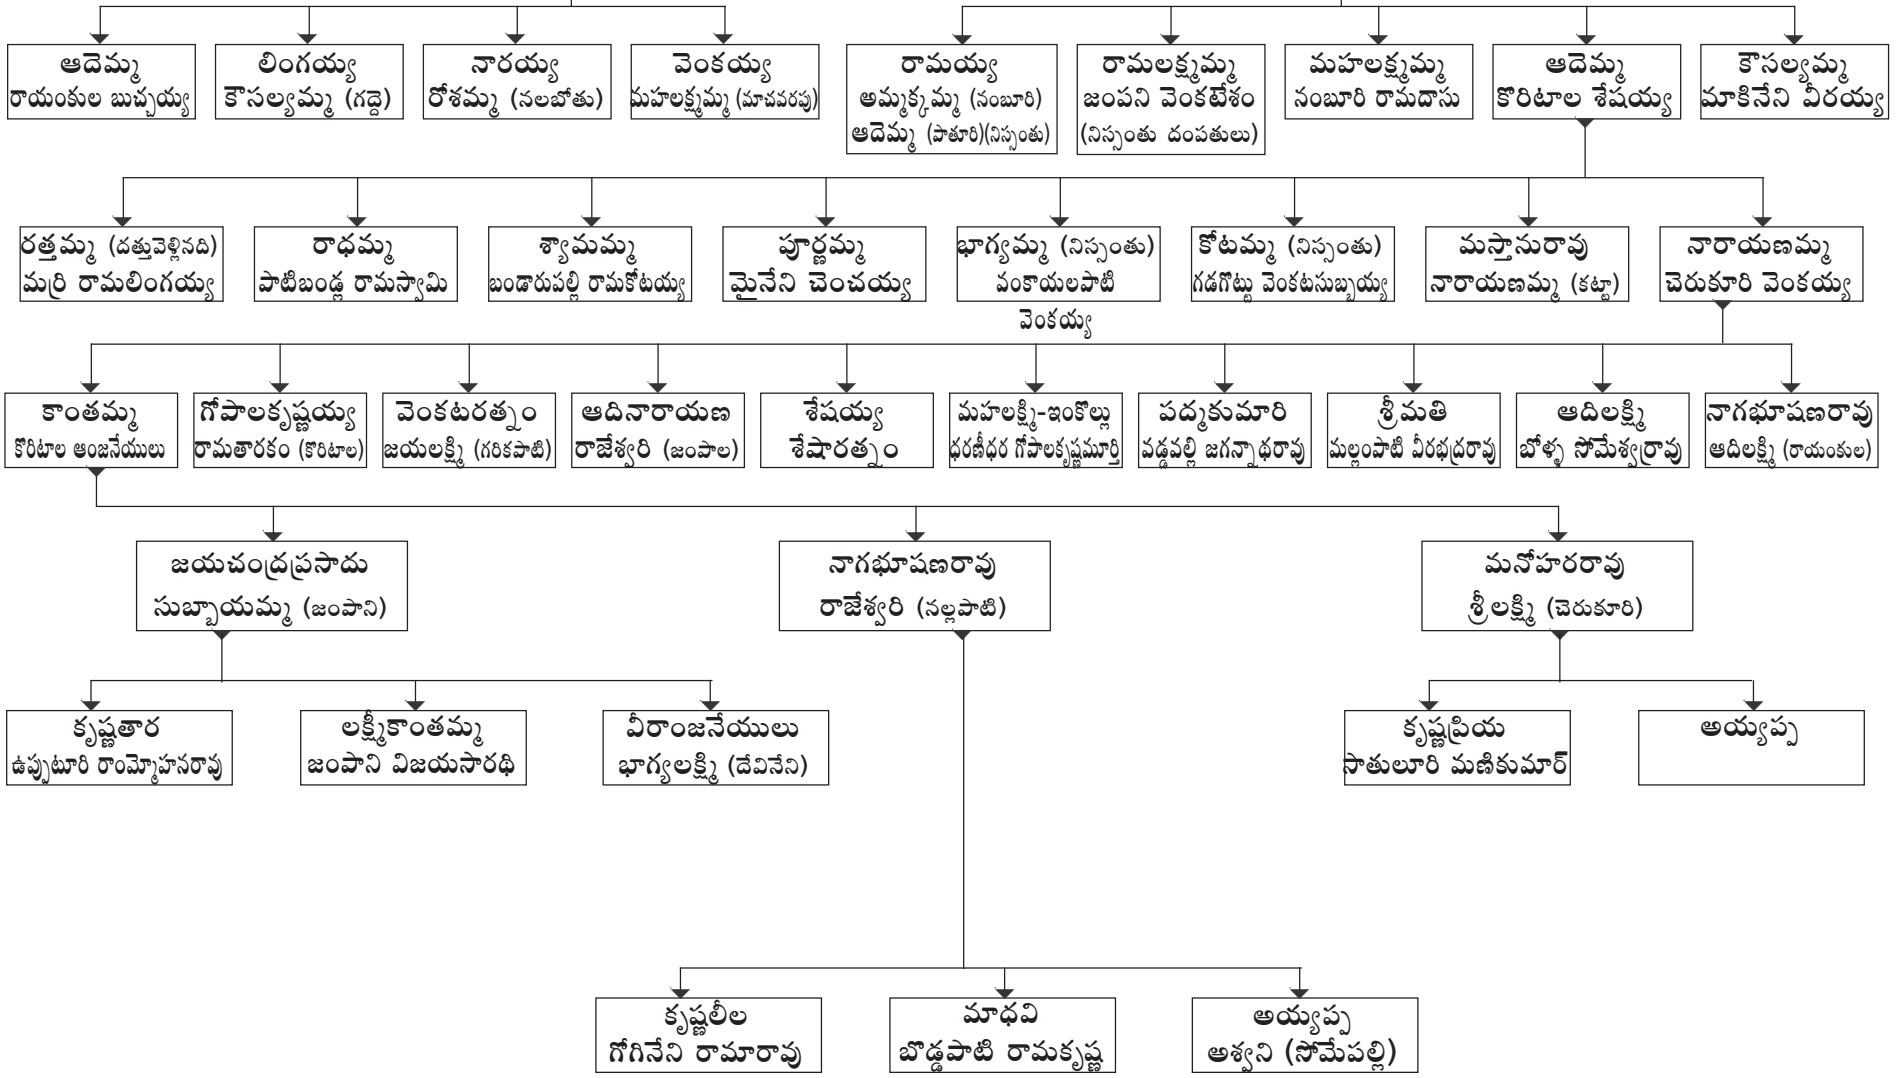 ఆదెమ్మ
రాయంకుల బుచ్చయ్య
లింగయ్య
కౌసల్యమ్మ (గద్దె)
నారయ్య
రోశమ్మ (నలబోతు)
వెంకయ్య
మహలక్ష్మమ్మ (మాచవరపు)
రామయ్య
అమ్మక్కమ్మ (నంబూరి)
ఆదెమ్మ (పాతూరి)(నిస్సంతు)
రామలక్ష్మమ్మ
జంపని వెంకటేశం
(నిస్సంతు దంపతులు)
మహలక్ష్మమ్మ
నంబూరి రామదాసు
ఆదెమ్మ
కొరిటాల శేషయ్య
కౌసల్యమ్మ
మాకినేని వీరయ్య
రత్తమ్మ (దత్తువెళ్లినది)
మర్రి రామలింగయ్య
రాధమ్మ
పాటిబండ్ల రామస్వామి
శ్యామమ్మ
బండారుపల్లి రామకోటయ్య
పూర్ణమ్మ
మైనేని చెంచయ్య
భాగ్యమ్మ (నిస్సంతు)
వంకాయలపాటి
వెంకయ్య
కోటమ్మ (నిస్సంతు)
గడగొట్టు వెంకటసుబ్బయ్య
మస్తానురావు
నారాయణమ్మ (కట్టా)
నారాయణమ్మ
చెరుకూరి వెంకయ్య
కాంతమ్మ
కొరిటాల ఆంజనేయులు
గోపాలకృష్ణయ్య
రామతారకం (కొరిటాల)
వెంకటరత్నం
జయలక్ష్మి (గరికపాటి)
ఆదినారాయణ
రాజేశ్వరి (జంపాల)
శేషయ్య
శేషారత్నం
మహలక్ష్మి-ఇంకొల్లు
ధరణీధర గోపాలకృష్ణమూర్తి
పద్మకుమారి
వడ్డవల్లి జగన్నాథరావు
శ్రీమతి
మల్లంపాటి వీరభద్రరావు
ఆదిలక్ష్మి
బోళ్ళ సోమేశ్వర్రావు
నాగభూషణరావు
ఆదిలక్ష్మి (రాయంకుల)
జయచంద్రప్రసాదు
సుబ్బాయమ్మ (జంపాని)
నాగభూషణరావు
రాజేశ్వరి (నల్లపాటి)
మనోహరరావు
శ్రీలక్ష్మి (చెరుకూరి)
కృష్ణతార
ఉప్పుటూరి రాంమ్మోహనరావు
లక్ష్మీకాంతమ్మ
జంపాని విజయసారథి
వీరాంజనేయులు
భాగ్యలక్ష్మి (దేవినేని)
కృష్ణప్రియ
సాతులూరి మణికుమార్
అయ్యప్ప
కృష్ణలీల
గోగినేని రామారావు
మాధవి
బొడ్డపాటి రామకృష్ణ
అయ్యప్ప
అశ్వని (సోమేపల్లి)